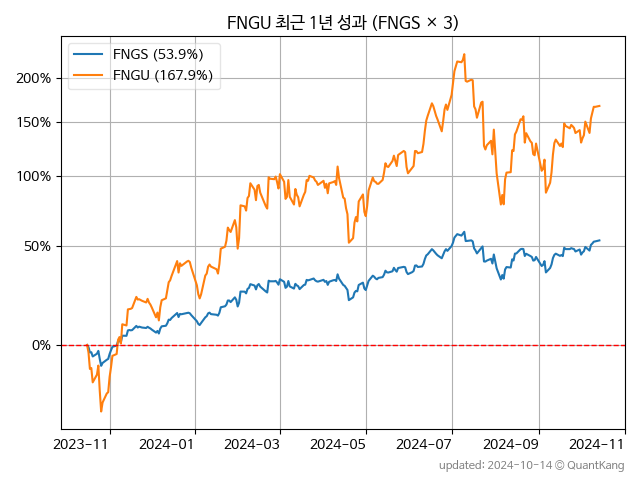 FNGU 최근 1년 성과 (FNGS × 3)
FNGS (53.9%)
FNGU (167.9%)
200%
150%
100%
50%
0%
2023-11 2024-01 2024-03 2024-05 2024-07 2024-09 2024-11
updated: 2024-10-14 © QuantKang